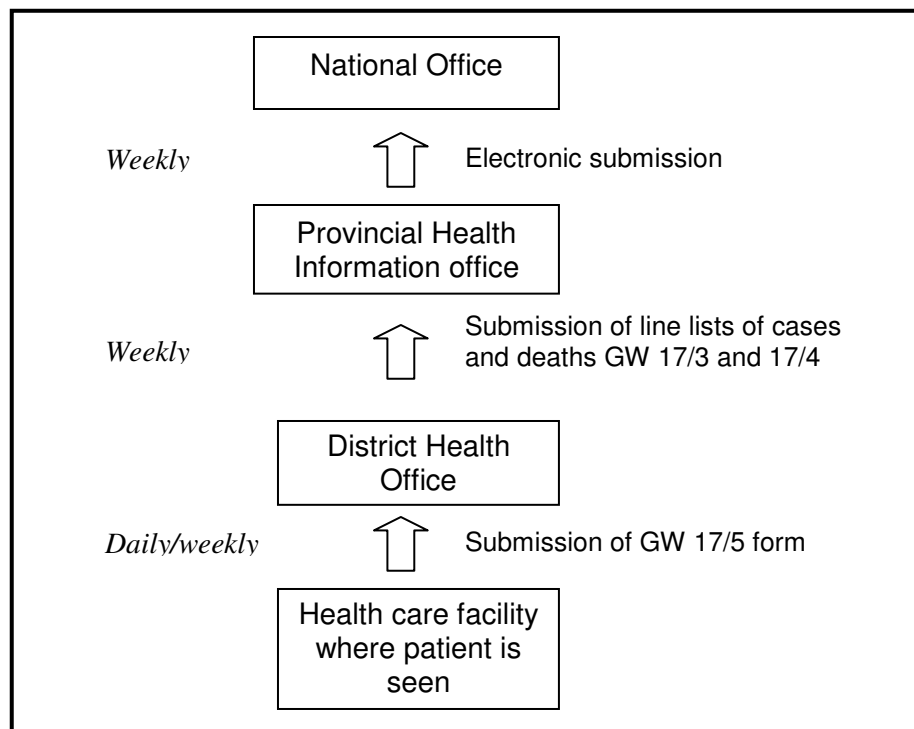 National Office
Weekly
Electronic submission
Provincial Health
Information office
Weekly
Submission of line lists of cases
and deaths GW 17/3 and 17/4
District Health
Office
Daily/weekly
Submission of GW 17/5 form
Health care facility
where patient is
seen